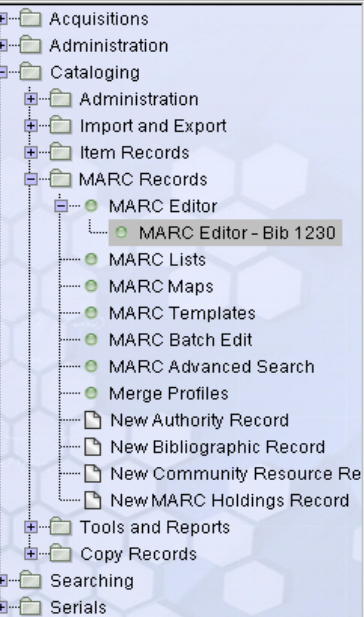 Acquisitions
Administration
Cataloging
Administration
Import and Export
Item Records
MARC Records
MARC Editor
MARC Editor - Bib 1230
MARC Lists
MARC Maps
MARC Templates
MARC Batch Edit
MARC Advanced Search
Merge Profiles
New Authority Record
New Bibliographic Record
New Community Resource Re
New MARC Holdings Record
Tools and Reports
Copy Records
Searching
Serials